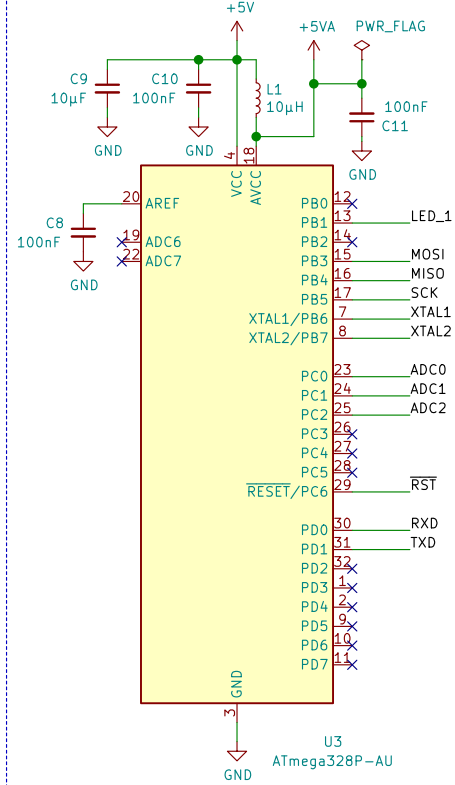 +5V
+5VA
PWR_FLAG
C9
10µF
C10
100nF
L1
10µH
100nF
C11
GND
GND
GND
4
18
VCC
AVCC
20
AREF
C8
100nF
GND
19
ADC6
22
ADC7
PB0
12
PB1
13
LED_1
PB2
14
PB3
15
MOSI
PB4
16
MISO
PB5
17
SCK
XTAL1/PB6
7
XTAL1
XTAL2/PB7
8
XTAL2
PC0
23
ADC0
PC1
24
ADC1
PC2
25
ADC2
PC3
26
PC4
27
PC5
28
RESET/PC6
29
RST
PD0
30
RXD
PD1
31
TXD
PD2
32
PD3
1
PD4
2
PD5
9
PD6
10
PD7
11
GND
3
GND
U3
ATmega328P-AU